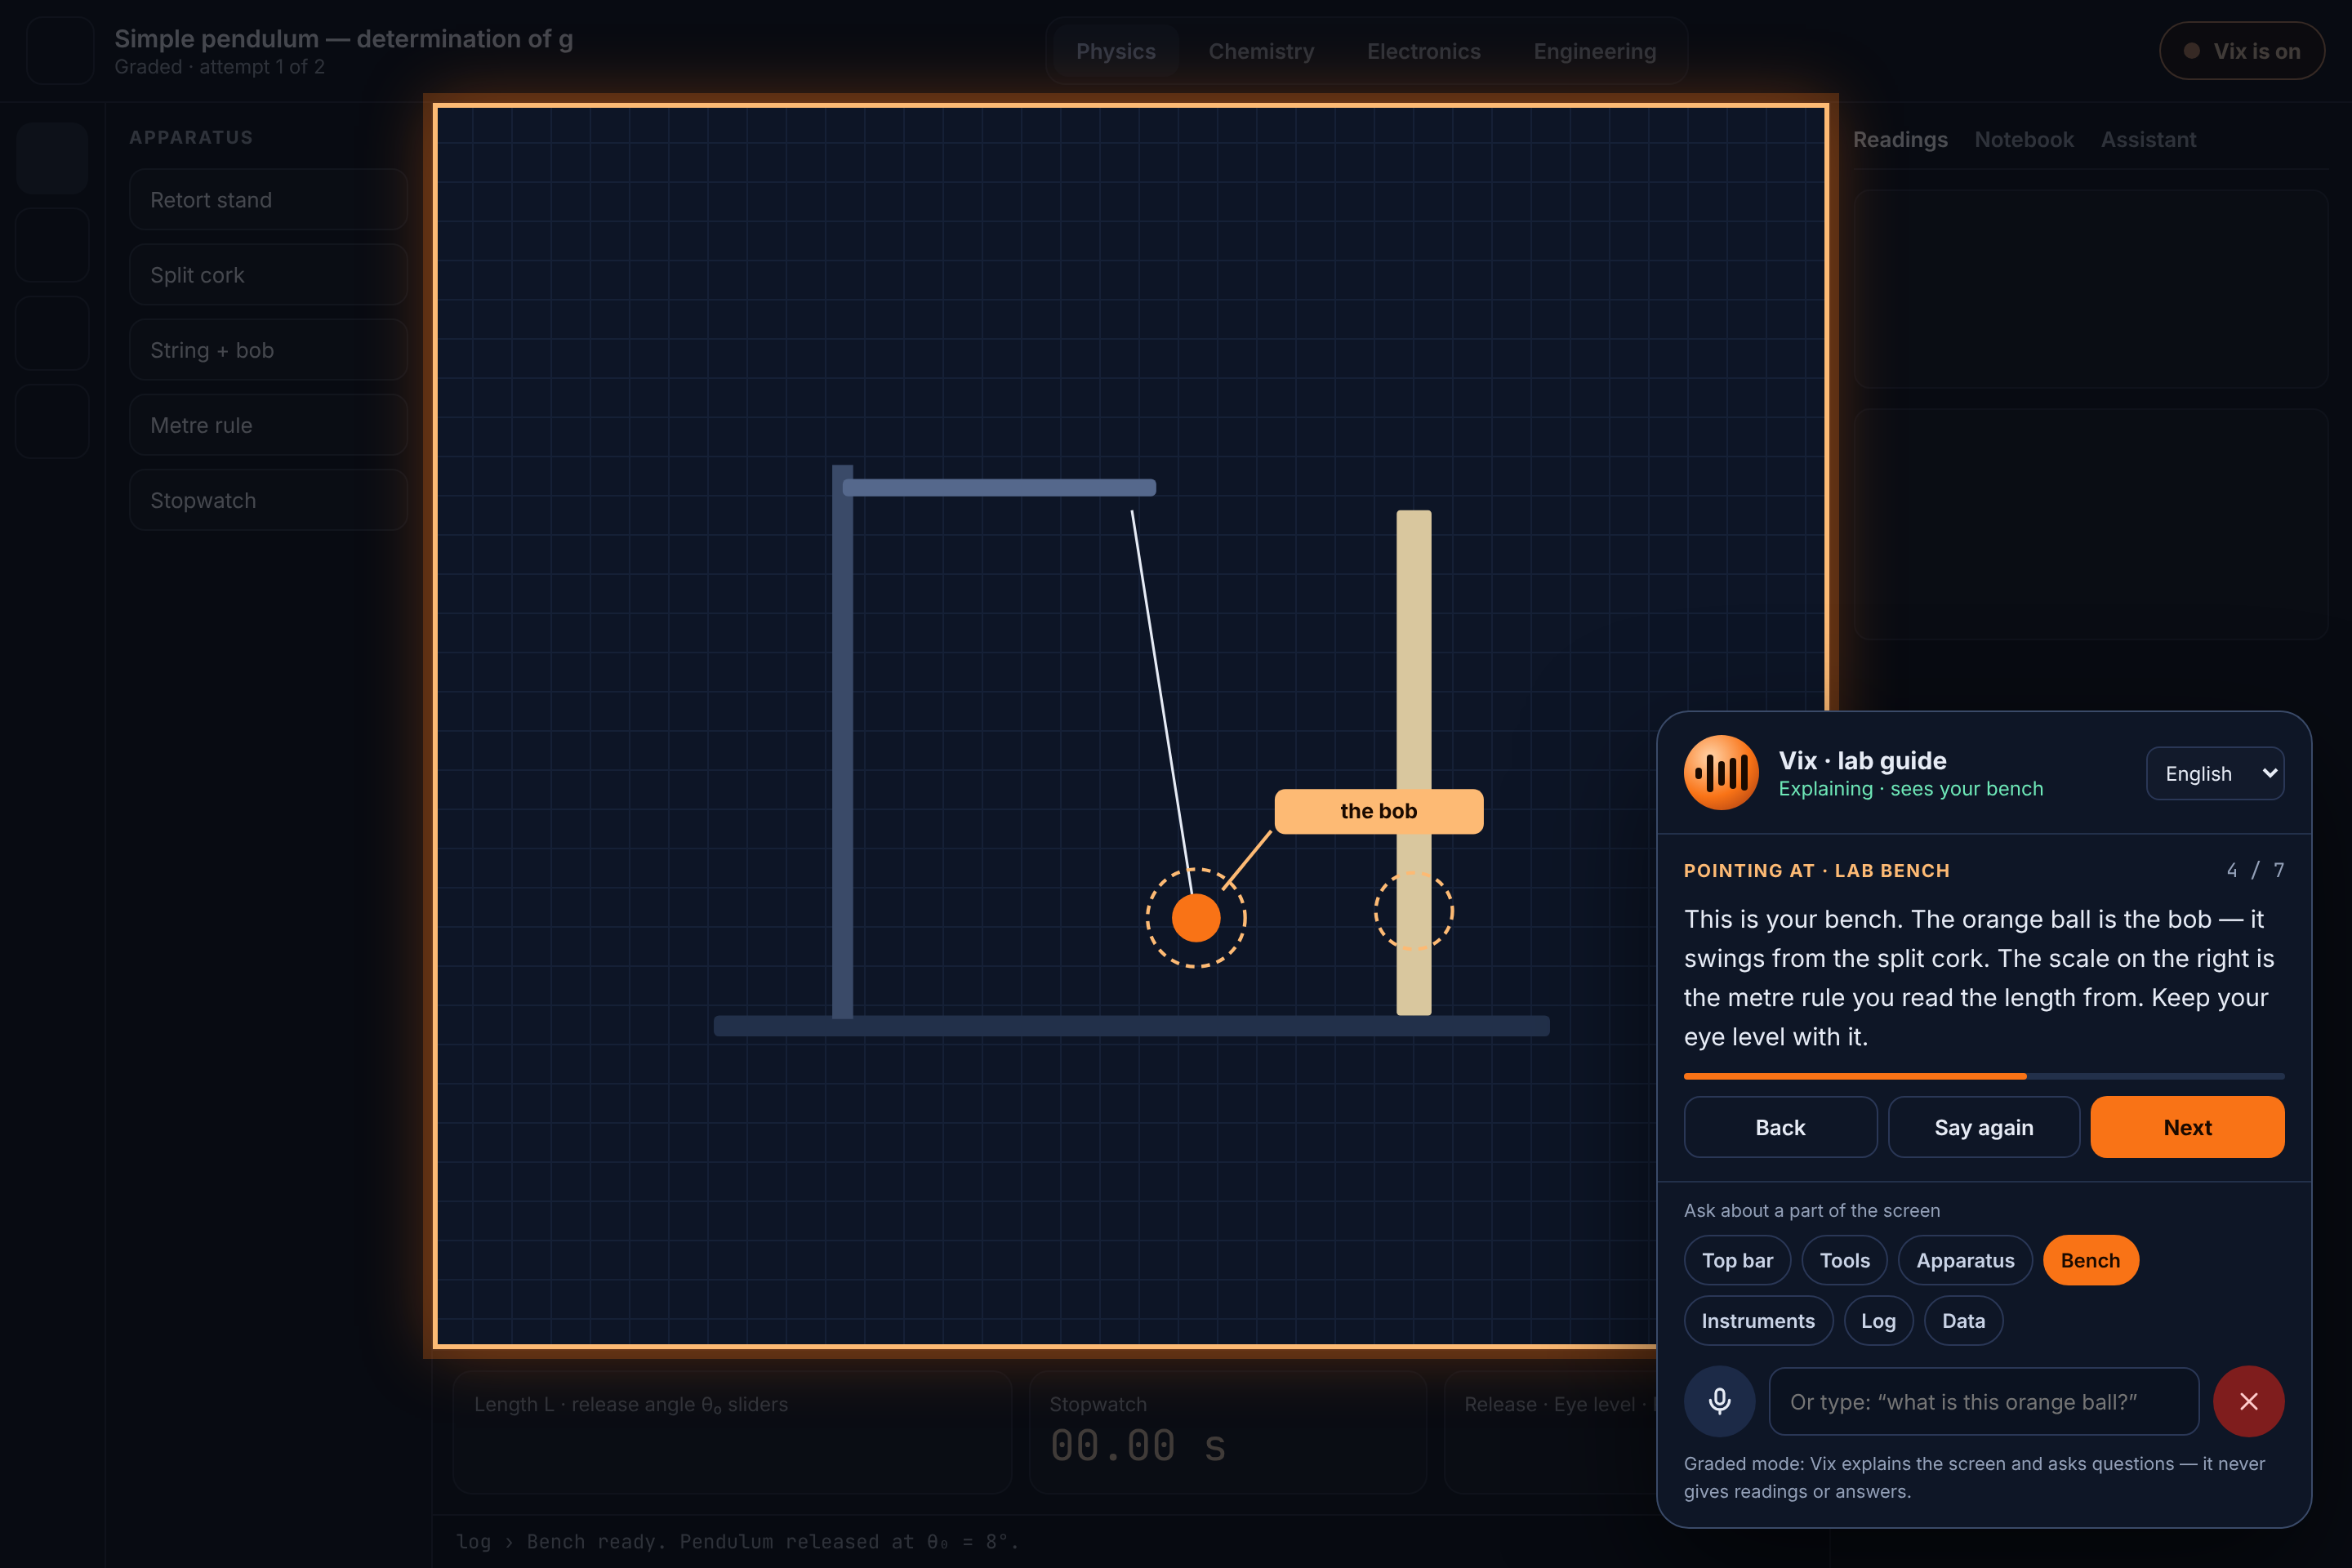 Simple pendulum — determination of g
Graded · attempt 1 of 2
Physics Chemistry Electronics Engineering
Vix is on
APPARATUS
Retort stand
Split cork
String + bob
Metre rule
Stopwatch
Readings Notebook Assistant
the bob
Vix · lab guide
Explaining · sees your bench
English
POINTING AT · LAB BENCH
4 / 7
This is your bench. The orange ball is the bob — it
swings from the split cork. The scale on the right is
the metre rule you read the length from. Keep your
eye level with it.
Back Say again Next
Ask about a part of the screen
Top bar Tools Apparatus Bench
Instruments Log Data
Or type: “what is this orange ball?”
Graded mode: Vix explains the screen and asks questions — it never
gives readings or answers.
Length L · release angle θ₀ sliders
Stopwatch
00.00 s
Release · Eye level ·
log › Bench ready. Pendulum released at θ₀ = 8°.